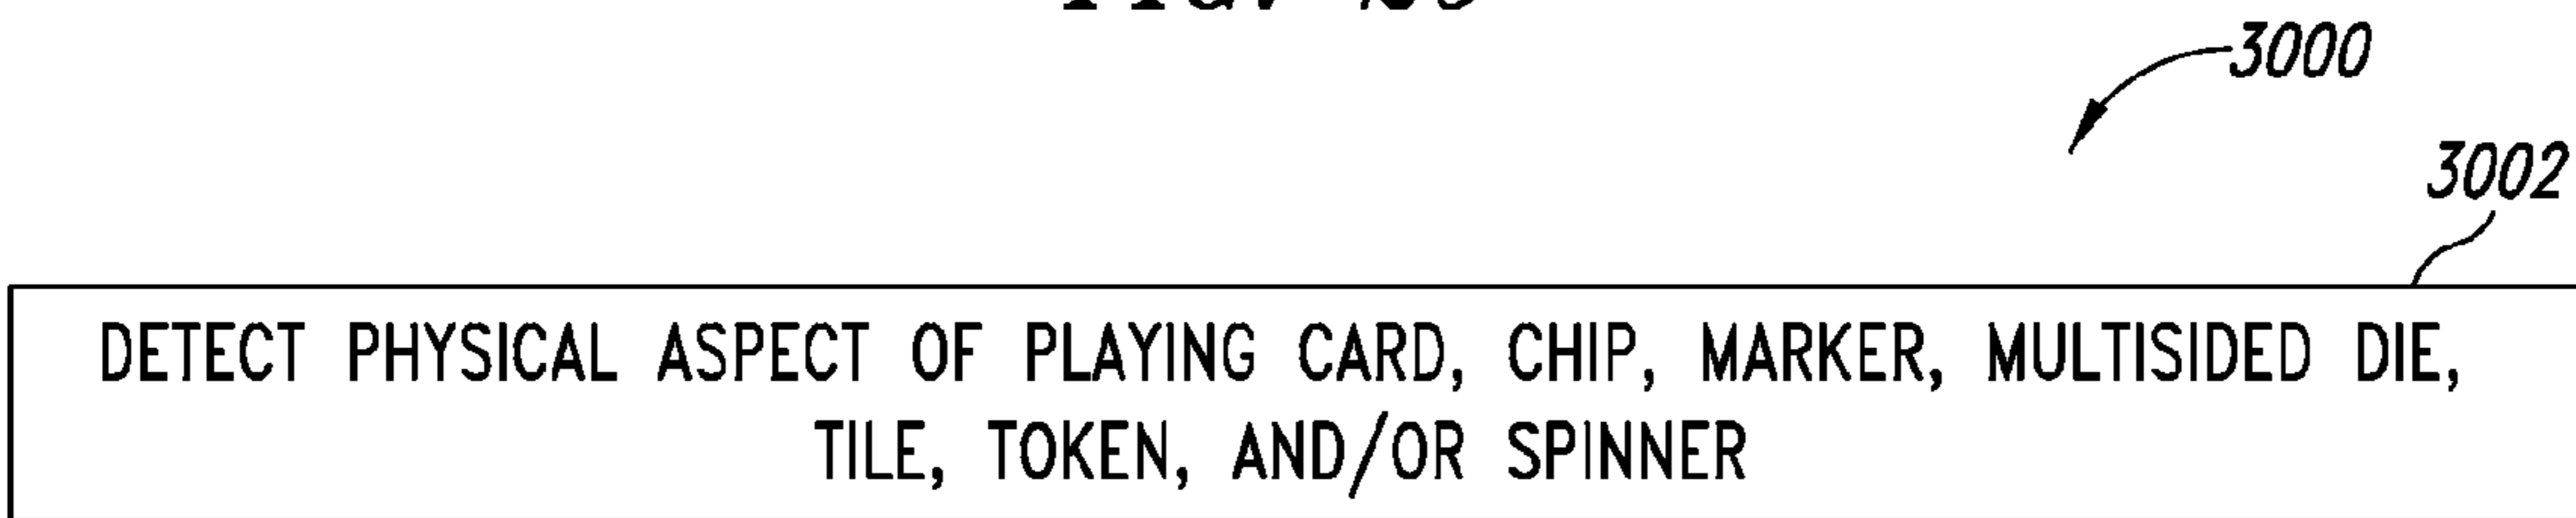 3000
3002
DETECT PHYSICAL ASPECT OF PLAYING CARD, CHIP, MARKER, MULTISIDED DIE,
TILE, TOKEN, AND/OR SPINNER